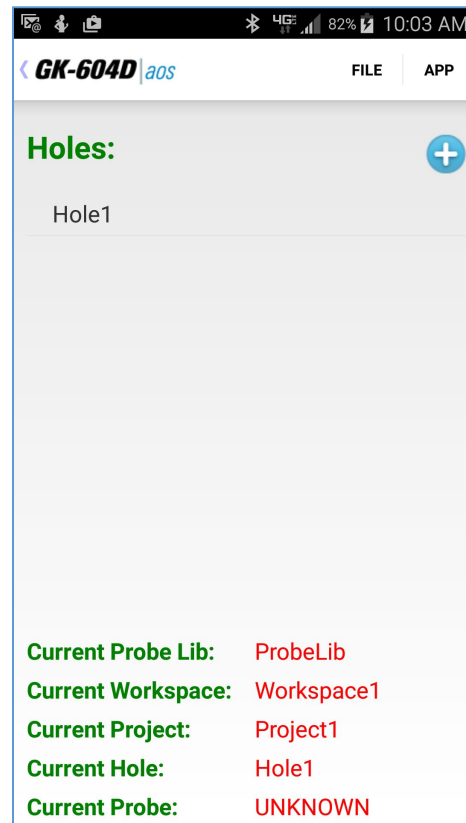 4G 82% 10:03 AM
GK-604D|aos FILE APP
Holes:
Hole1
Current Probe Lib: ProbeLib
Current Workspace: Workspace1
Current Project: Project1
Current Hole: Hole1
Current Probe: UNKNOWN